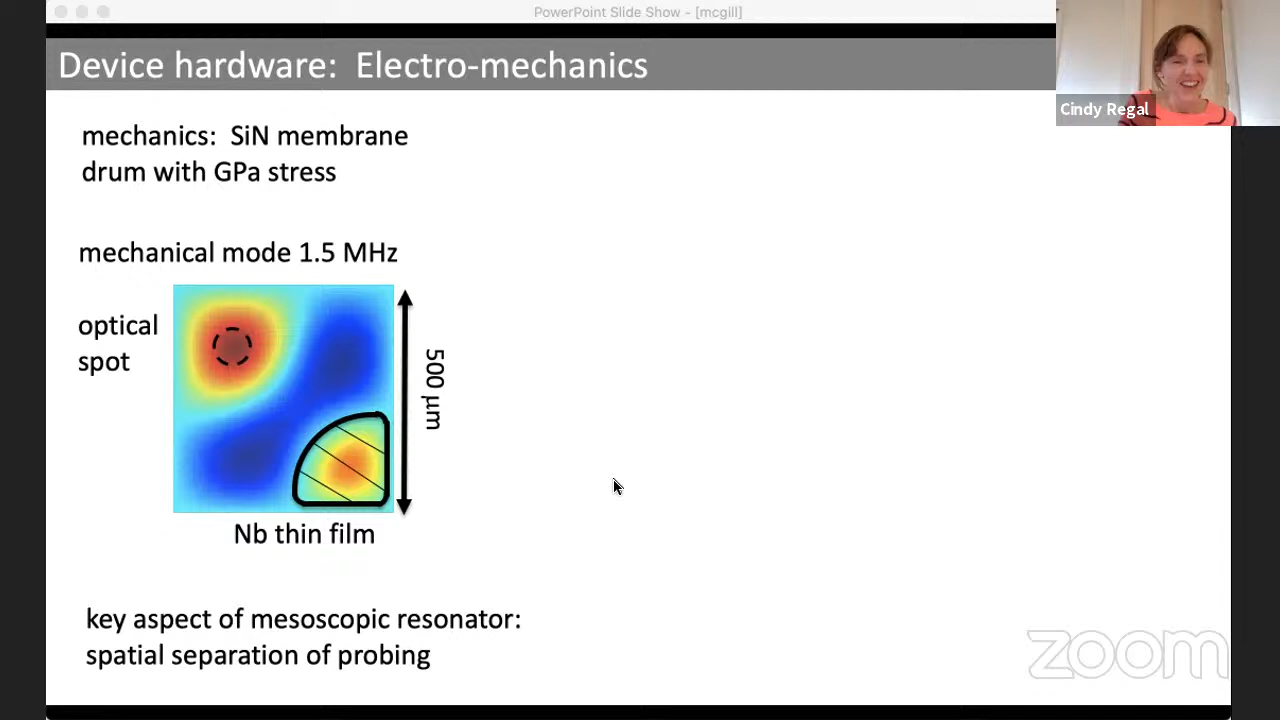 PowerPoint Slide Show - [mcgill]
Device hardware:  Electro-mechanics
Cindy Regal
mechanics:  SiN membrane
drum with GPa stress
mechanical mode 1.5 MHz
optical
spot
500 μm
Nb thin film
key aspect of mesoscopic resonator:
spatial separation of probing
zoom